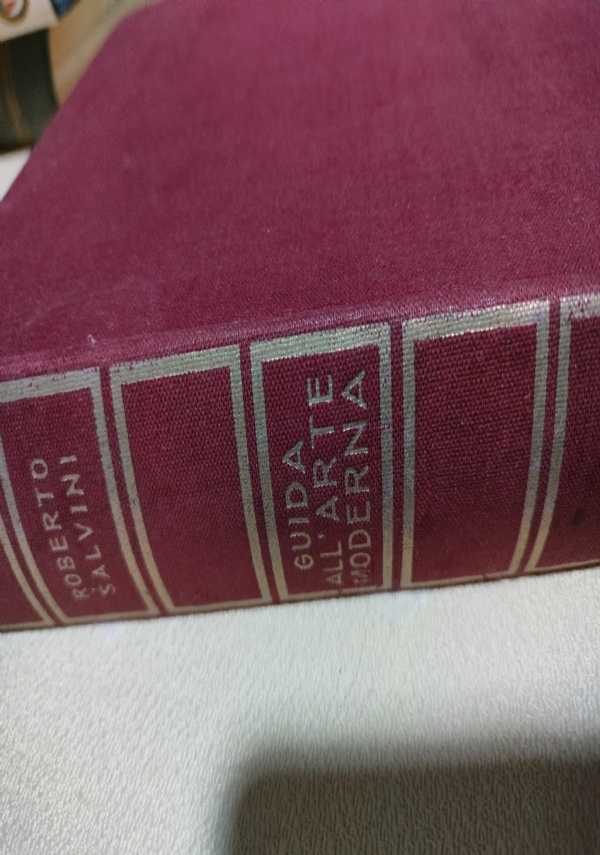 ROBERTO
SALVINI
GUIDA
ALL'ARTE
MODERNA